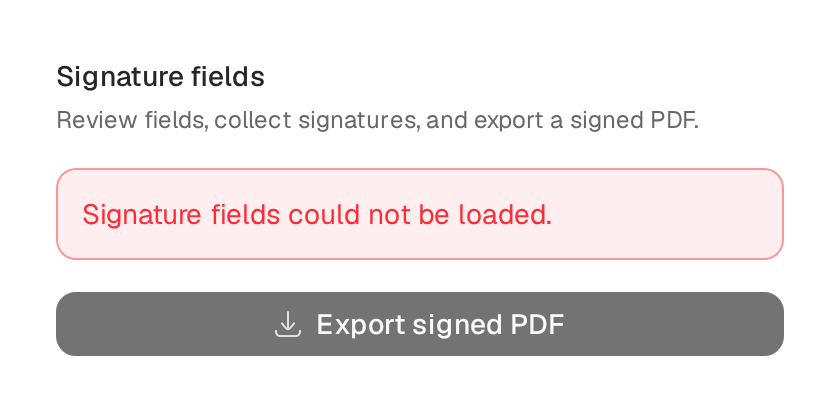 Signature fields
Review fields, collect signatures, and export a signed PDF.
Signature fields could not be loaded.
Export signed PDF